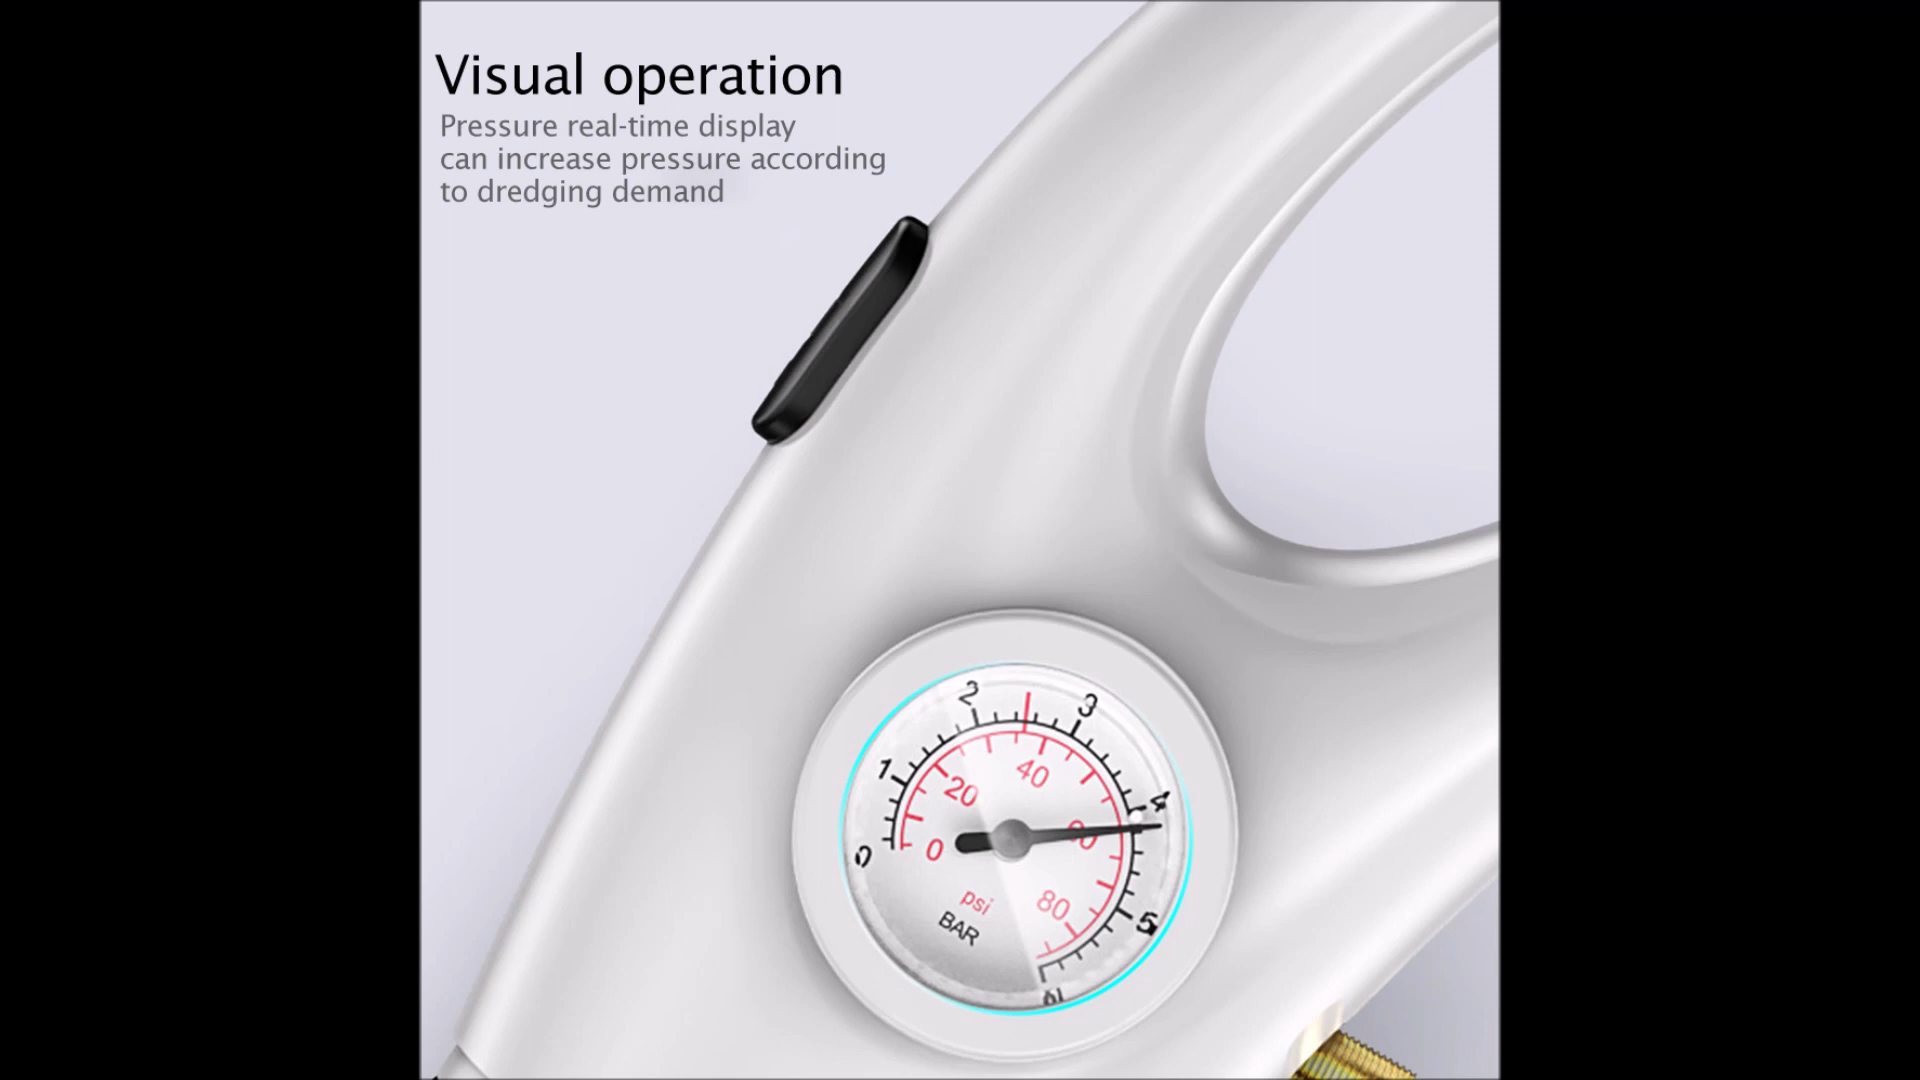 Visual operation
Pressure real-time display
can increase pressure according
to dredging demand
2
3
1
4
40
20
0
0
80
5
psi
BAR